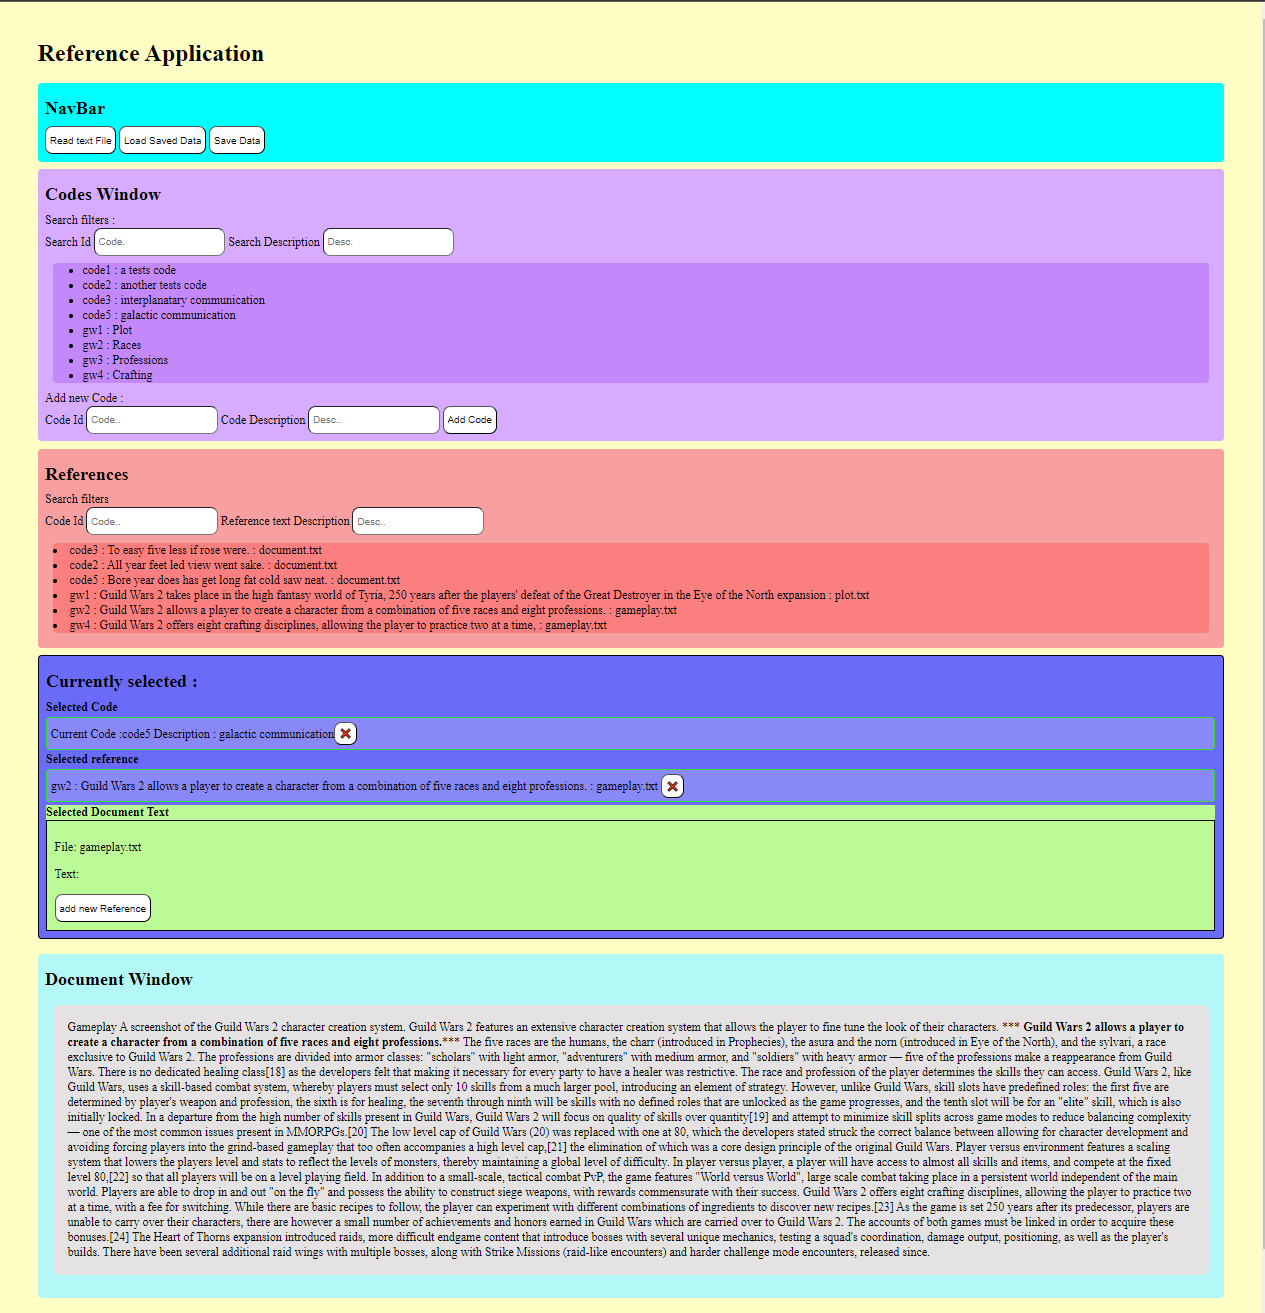 Reference Application
NavBar
Read text File Load Saved Data Save Data
Codes Window
Search filters :
Search Id Code. Search Description Desc.
code1 : a tests code
code2 : another tests code
code3 : interplanatary communication
code5 : galactic communication
gw1 : Plot
gw2 : Races
gw3 : Professions
gw4 : Crafting
Add new Code :
Code Id Code.. Code Description Desc.. Add Code
References
Search filters
Code Id Code.. Reference text Description Desc..
code3 : To easy five less if rose were. : document.txt
code2 : All year feet led view went sake. : document.txt
code5 : Bore year does has get long fat cold saw neat. : document.txt
gw1 : Guild Wars 2 takes place in the high fantasy world of Tyria, 250 years after the players' defeat of the Great Destroyer in the Eye of the North expansion : plot.txt
gw2 : Guild Wars 2 allows a player to create a character from a combination of five races and eight professions. : gameplay.txt
gw4 : Guild Wars 2 offers eight crafting disciplines, allowing the player to practice two at a time, : gameplay.txt
Currently selected :
Selected Code
Current Code :code5 Description : galactic communication
Selected reference
gw2 : Guild Wars 2 allows a player to create a character from a combination of five races and eight professions. : gameplay.txt
Selected Document Text
File: gameplay.txt
Text:
add new Reference
Document Window
Gameplay A screenshot of the Guild Wars 2 character creation system. Guild Wars 2 features an extensive character creation system that allows the player to fine tune the look of their characters. *** Guild Wars 2 allows a player to
create a character from a combination of five races and eight professions.*** The five races are the humans, the charr (introduced in Prophecies), the asura and the norn (introduced in Eye of the North), and the sylvari, a race
exclusive to Guild Wars 2. The professions are divided into armor classes: "scholars" with light armor, "adventurers" with medium armor, and "soldiers" with heavy armor — five of the professions make a reappearance from Guild
Wars. There is no dedicated healing class[18] as the developers felt that making it necessary for every party to have a healer was restrictive. The race and profession of the player determines the skills they can access. Guild Wars 2, like
Guild Wars, uses a skill-based combat system, whereby players must select only 10 skills from a much larger pool, introducing an element of strategy. However, unlike Guild Wars, skill slots have predefined roles: the first five are
determined by player's weapon and profession, the sixth is for healing, the seventh through ninth will be skills with no defined roles that are unlocked as the game progresses, and the tenth slot will be for an "elite" skill, which is also
initially locked. In a departure from the high number of skills present in Guild Wars, Guild Wars 2 will focus on quality of skills over quantity[19] and attempt to minimize skill splits across game modes to reduce balancing complexity
— one of the most common issues present in MMORPGs.[20] The low level cap of Guild Wars (20) was replaced with one at 80, which the developers stated struck the correct balance between allowing for character development and
avoiding forcing players into the grind-based gameplay that too often accompanies a high level cap,[21] the elimination of which was a core design principle of the original Guild Wars. Player versus environment features a scaling
system that lowers the players level and stats to reflect the levels of monsters, thereby maintaining a global level of difficulty. In player versus player, a player will have access to almost all skills and items, and compete at the fixed
level 80,[22] so that all players will be on a level playing field. In addition to a small-scale, tactical combat PvP, the game features "World versus World", large scale combat taking place in a persistent world independent of the main
world. Players are able to drop in and out "on the fly" and possess the ability to construct siege weapons, with rewards commensurate with their success. Guild Wars 2 offers eight crafting disciplines, allowing the player to practice two
at a time, with a fee for switching. While there are basic recipes to follow, the player can experiment with different combinations of ingredients to discover new recipes.[23] As the game is set 250 years after its predecessor, players are
unable to carry over their characters, there are however a small number of achievements and honors earned in Guild Wars which are carried over to Guild Wars 2. The accounts of both games must be linked in order to acquire these
bonuses.[24] The Heart of Thorns expansion introduced raids, more difficult endgame content that introduce bosses with several unique mechanics, testing a squad's coordination, damage output, positioning, as well as the player's
builds. There have been several additional raid wings with multiple bosses, along with Strike Missions (raid-like encounters) and harder challenge mode encounters, released since.